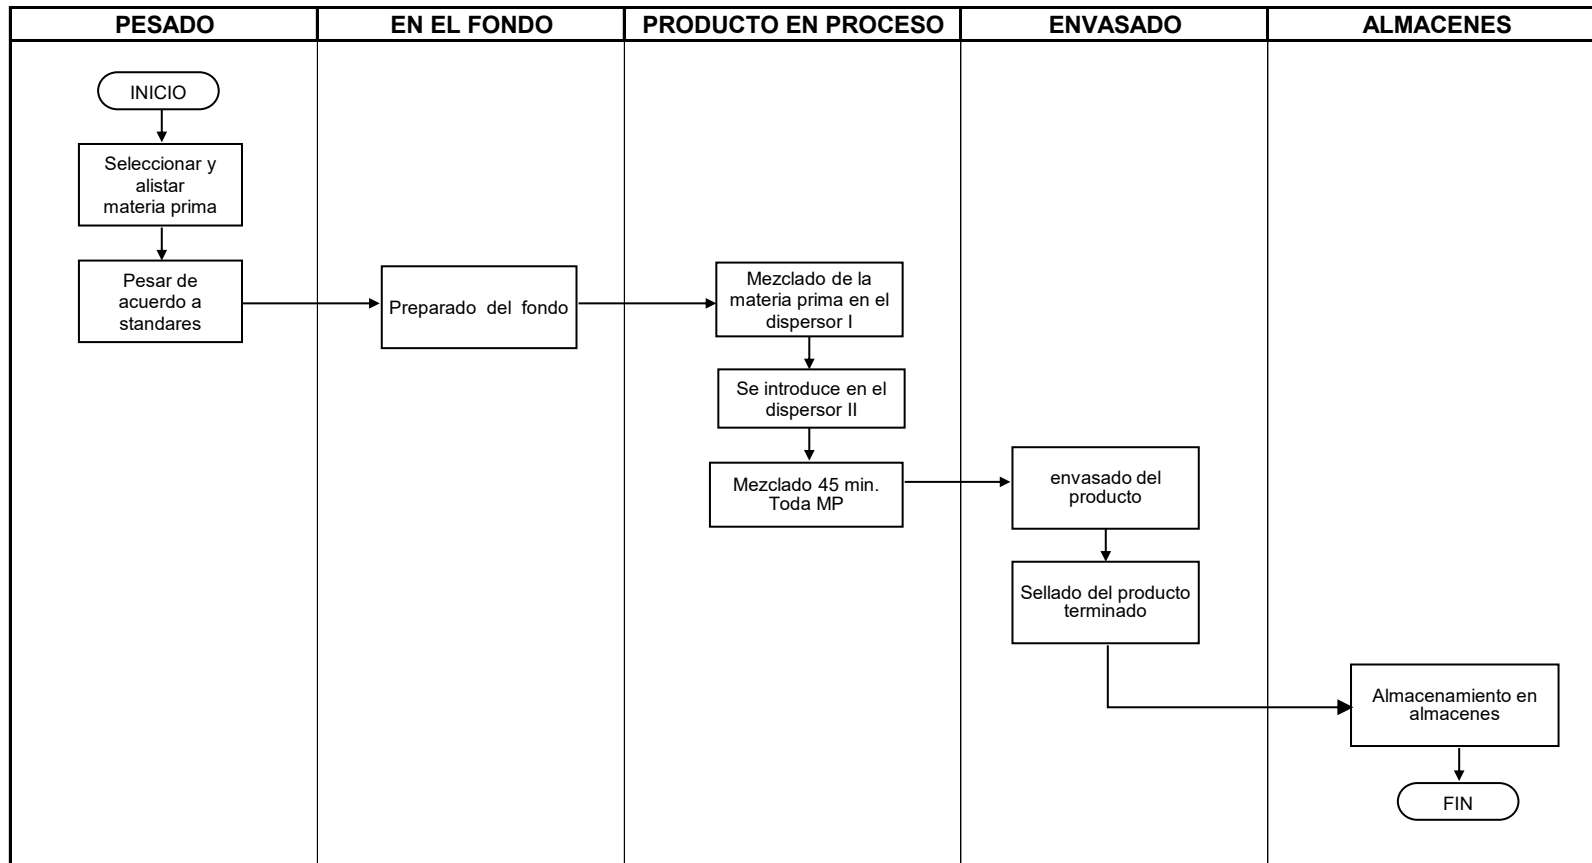 PESADO
EN EL FONDO
PRODUCTO EN PROCESO
ENVASADO
ALMACENES
INICIO
Seleccionar y
alistar
materia prima
Pesar de
acuerdo a
standares
Preparado del fondo
Mezclado de la
materia prima en el
dispersor I
Se introduce en el
dispersor II
Mezclado 45 min.
Toda MP
envasado del
producto
Sellado del producto
terminado
Almacenamiento en
almacenes
FIN